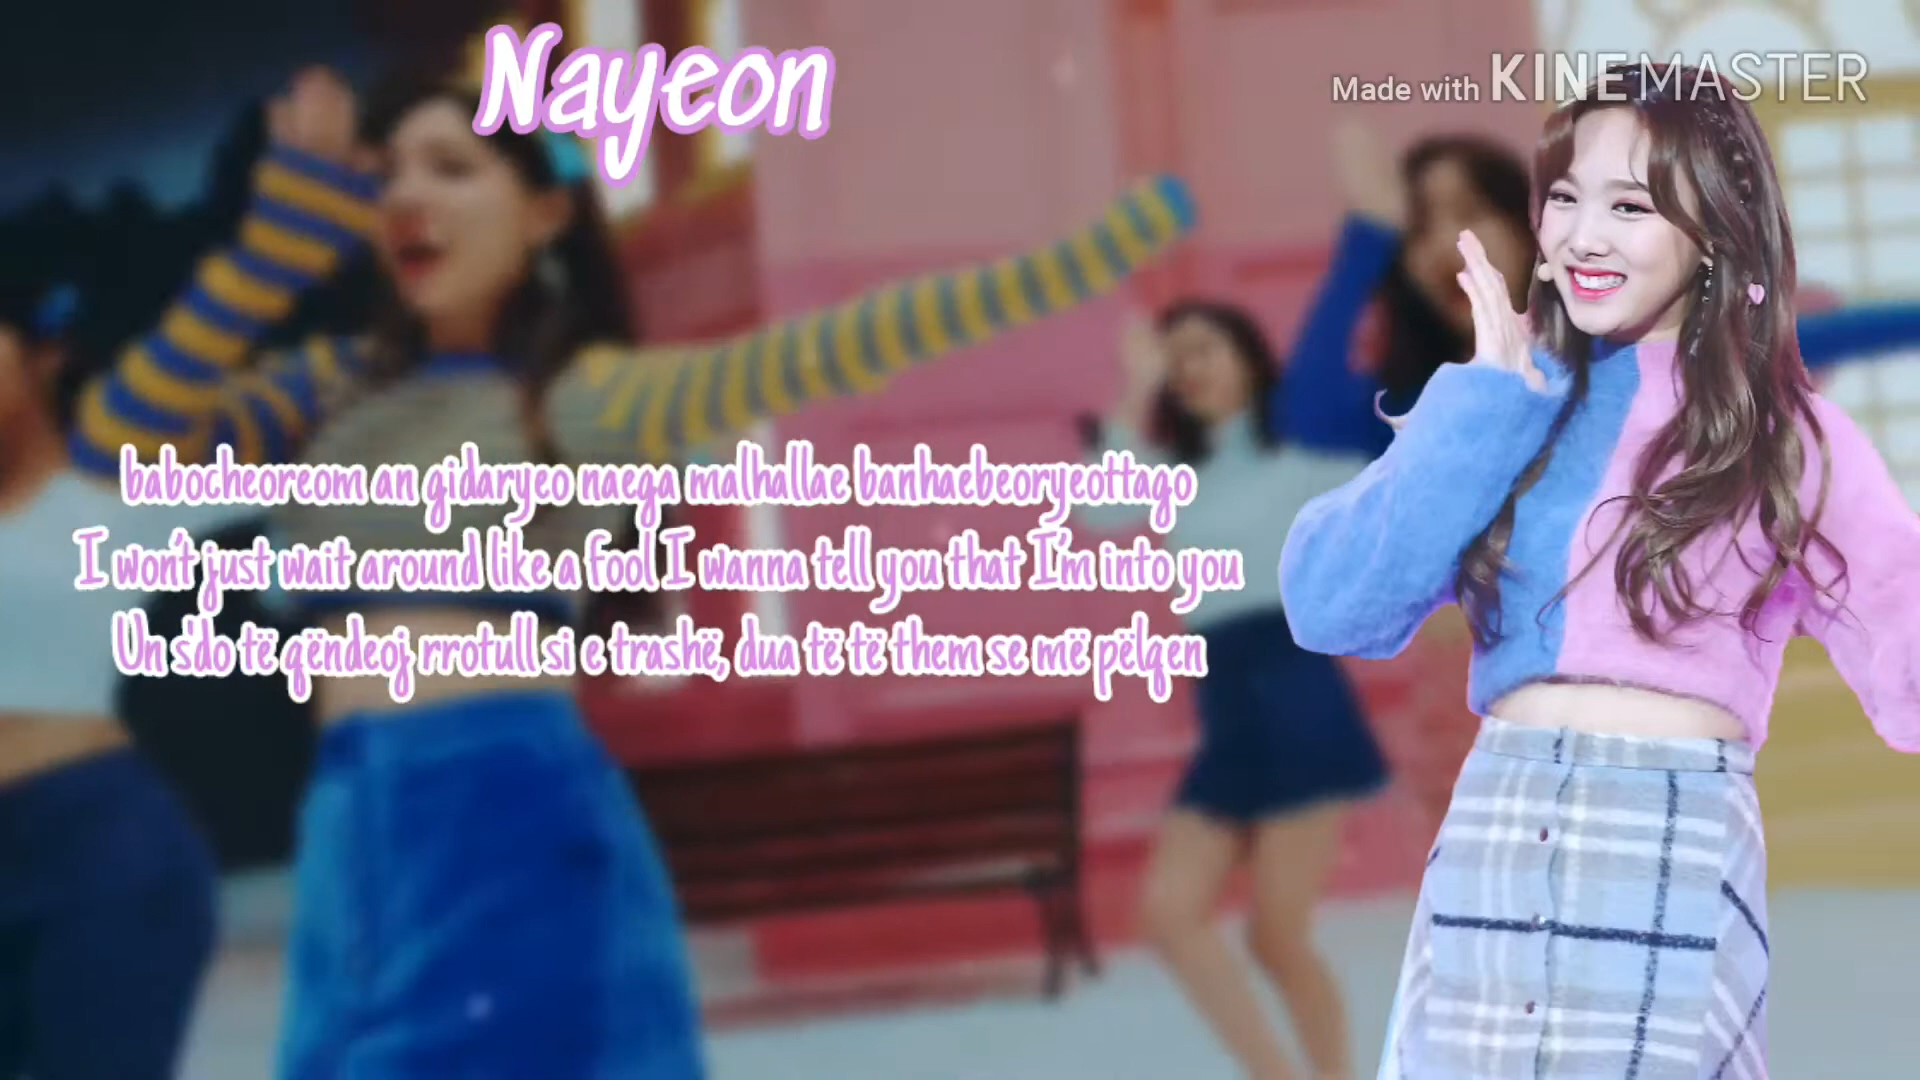 Nayeon
Made with KINEMASTER
babocheoreom an gidaryeo naega malhallae banhaebeoryeottago
I won't just wait around like a fool I wanna tell you that I'm into you
Un s'do të qëndeoj rrotull si e trashë, dua të të them se më pëlqen